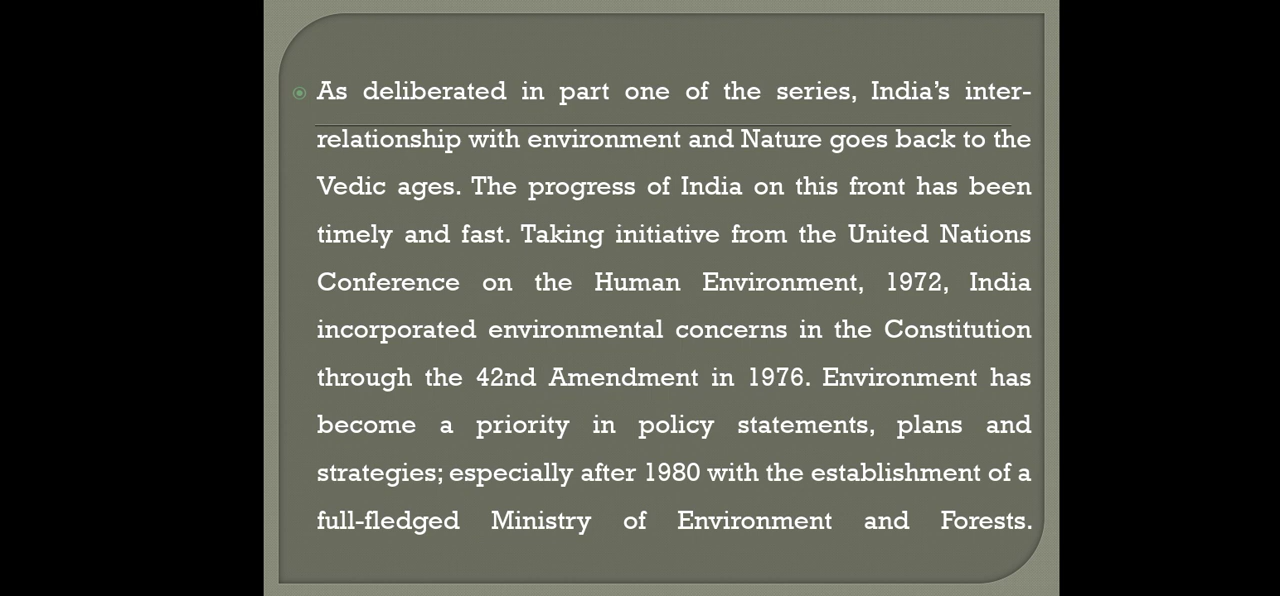 As deliberated in part one of the series, India’s inter-
relationship with environment and Nature goes back to the
Vedic ages. The progress of India on this front has been
timely and fast. Taking initiative from the United Nations
Conference on the Human Environment, 1972, India
incorporated environmental concerns in the Constitution
through the 42nd Amendment in 1976. Environment has
become a priority in policy statements, plans and
strategies; especially after 1980 with the establishment of a
full-fledged Ministry of Environment and Forests.